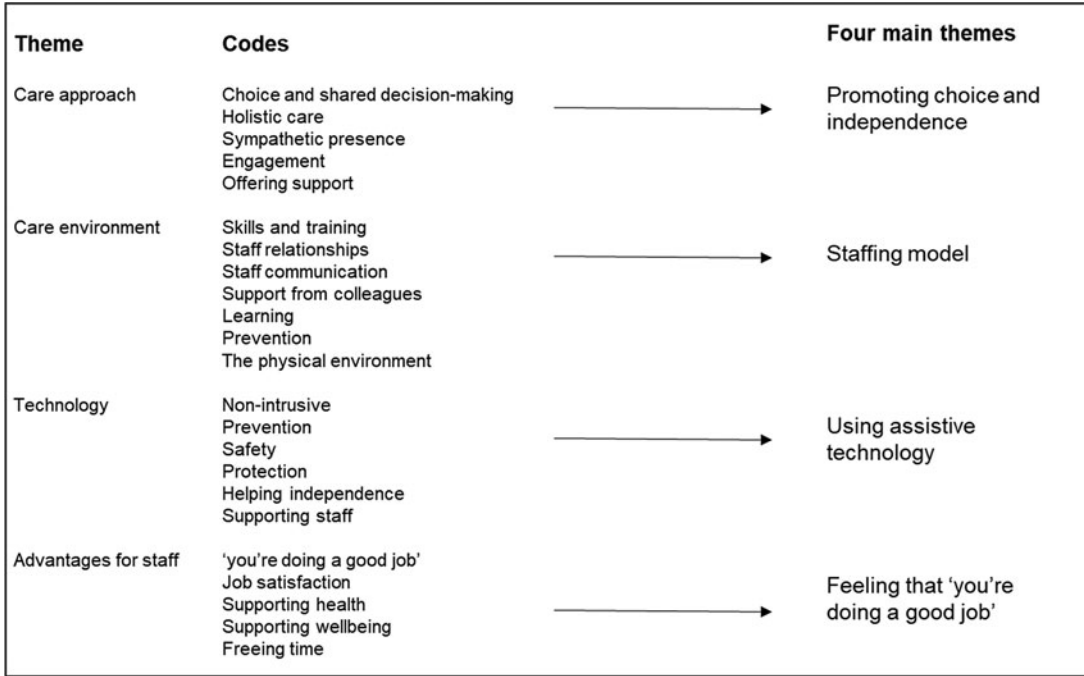 Theme
Codes
Four main themes
Care approach
Choice and shared decision-making
Holistic care
Sympathetic presence
Engagement
Offering support
Promoting choice and
independence
Care environment
Skills and training
Staff relationships
Staff communication
Support from colleagues
Learning
Prevention
The physical environment
Staffing model
Technology
Non-intrusive
Prevention
Safety
Protection
Helping independence
Supporting staff
Using assistive
technology
Advantages for staff
‘you’re doing a good job’
Job satisfaction
Supporting health
Supporting wellbeing
Freeing time
Feeling that ‘you’re
doing a good job’